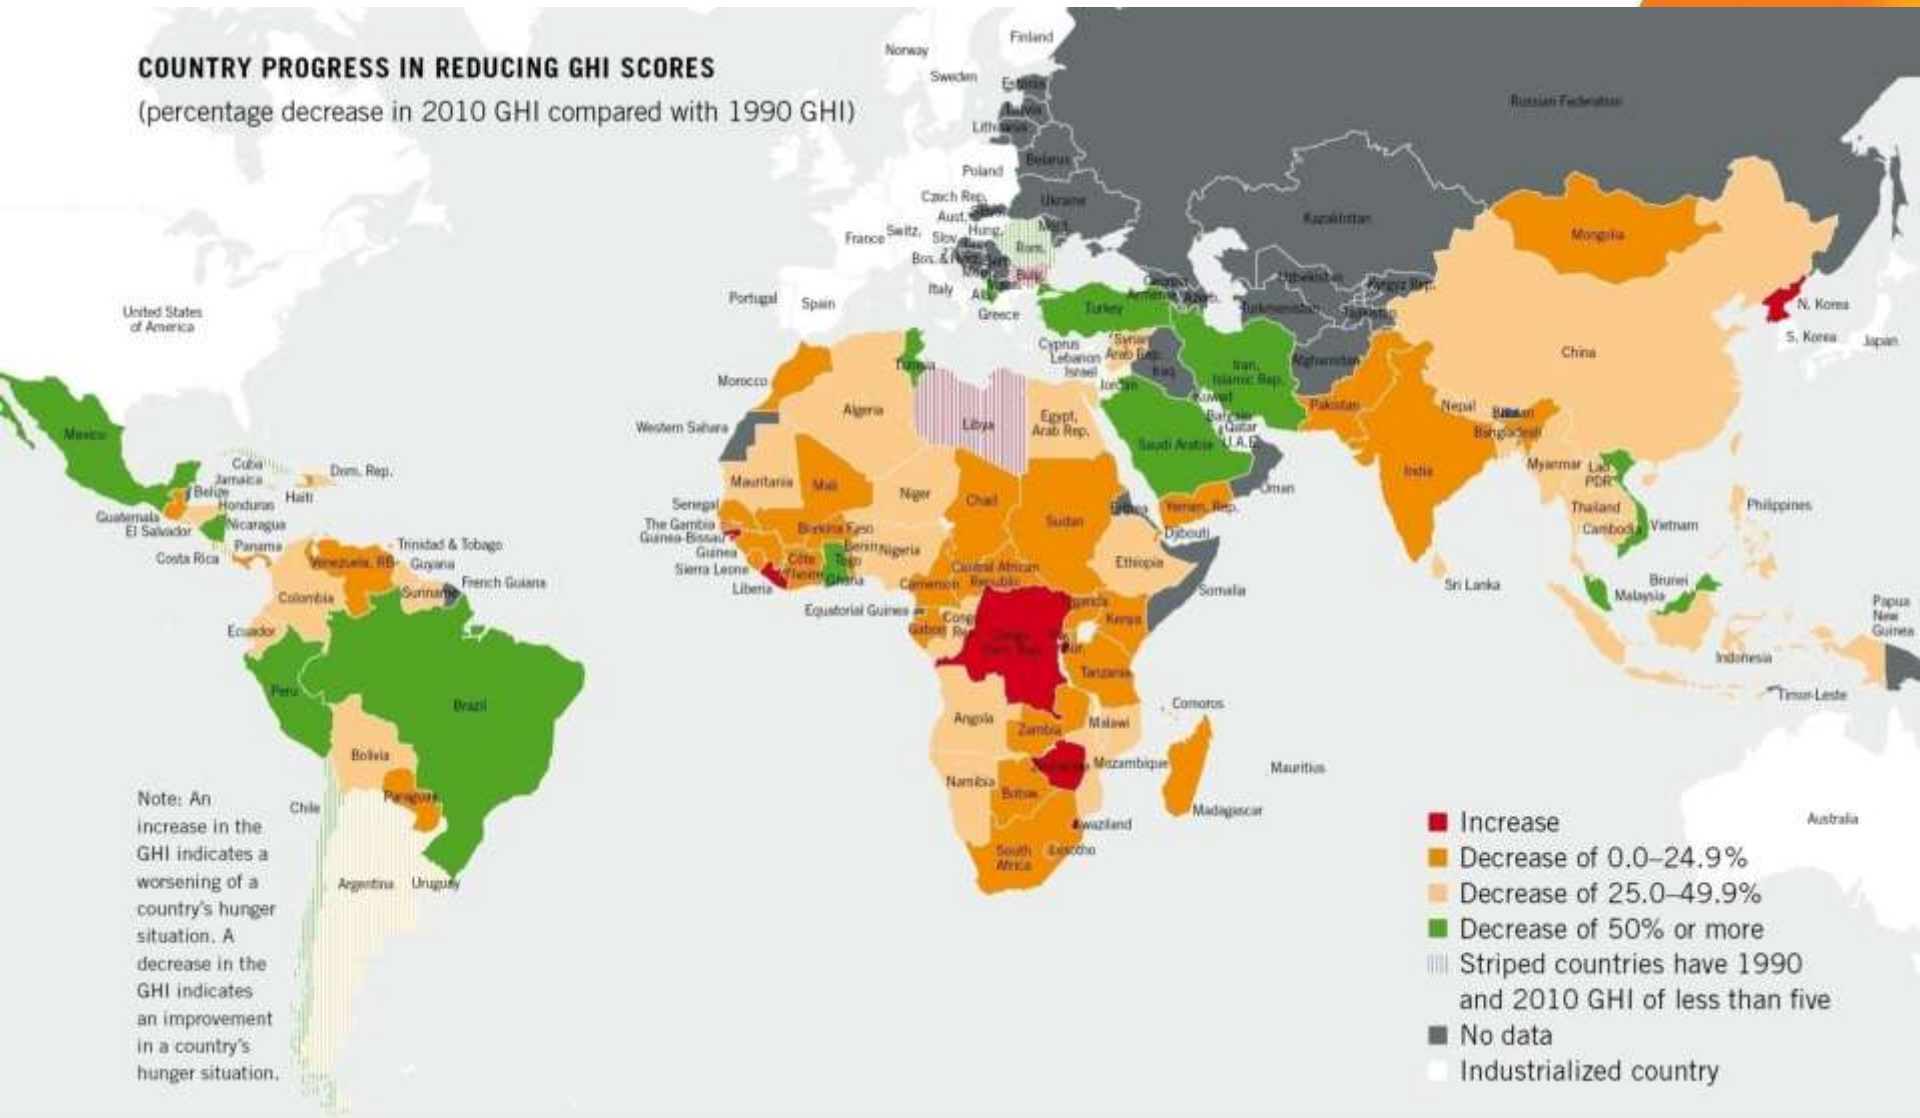 COUNTRY PROGRESS IN REDUCING GHI SCORES
(percentage decrease in 2010 GHI compared with 1990 GHI)
Norway
Finland
Sweden
Estonia
Latvia
Lithuania
Russian Federation
Belarus
Poland
Ukraine
Czech Rep.
Aust.
Kazakhstan
France
Switz.
Slov.
Hung.
Rom.
Mongolia
Bos. &
Bulg.
Italy
Alb.
Georgia
Armenia
Azerb.
Uzbekistan
Kyrgyz Rep.
Turkmenistan
Tajikistan
Portugal
Spain
Greece
Turkey
N. Korea
S. Korea
Japan
United States
of America
Cyprus
Lebanon
Israel
Syrian
Arab Rep.
Jordan
Iraq
Iran,
Islamic Rep.
Afghanistan
China
Morocco
Tunisia
Algeria
Libya
Egypt,
Arab Rep.
Kuwait
Bahrain
Qatar
U.A.E.
Saudi Arabia
Pakistan
Nepal
Bhutan
Bangladesh
Western Sahara
Mexico
Cuba
Jamaica
Dom. Rep.
Belize
Haiti
Honduras
Guatemala
El Salvador
Nicaragua
Costa Rica
Panama
Mauritania
Mali
Niger
Chad
Sudan
Eritrea
Yemen, Rep.
Oman
India
Myanmar
Lao
PDR
Thailand
Cambodia
Vietnam
Philippines
Senegal
The Gambia
Guinea-Bissau
Guinea
Sierra Leone
Liberia
Burkina Faso
Côte
d'Ivoire
Ghana
Togo
Benin
Nigeria
Cameroon
Central African
Republic
Djibouti
Ethiopia
Somalia
Sri Lanka
Brunei
Malaysia
Trinidad & Tobago
Venezuela, RB
Guyana
Suriname
French Guiana
Colombia
Ecuador
Equatorial Guinea
Gabon
Congo
Rep.
Congo
Dem. Rep.
Uganda
Kenya
Bur.
Tanzania
Indonesia
Papua
New
Guinea
Timor-Leste
Peru
Brazil
Bolivia
Paraguay
Chile
Argentina
Uruguay
Angola
Zambia
Malawi
Comoros
Namibia
Botsw.
Zimbabwe
Mozambique
Mauritius
Madagascar
Swaziland
Lesotho
South
Africa
Australia
Note: An
increase in the
GHI indicates a
worsening of a
country's hunger
situation. A
decrease in the
GHI indicates
an improvement
in a country's
hunger situation.
Increase
Decrease of 0.0–24.9%
Decrease of 25.0–49.9%
Decrease of 50% or more
Striped countries have 1990
and 2010 GHI of less than five
No data
Industrialized country